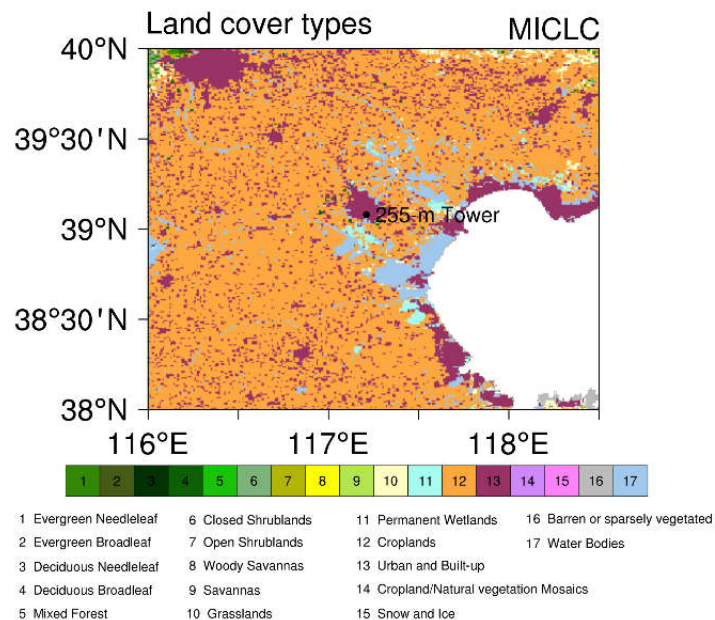 Land cover types MICLC
40°N
39°30'N
39°N
38°30'N
38°N
255-m Tower
116°E 117°E 118°E
1 2 3 4 5 6 7 8 9 10 11 12 13 14 15 16 17
1 Evergreen Needleleaf 6 Closed Shrublands 11 Permanent Wetlands 16 Barren or sparsely vegetated
2 Evergreen Broadleaf 7 Open Shrublands 12 Croplands 17 Water Bodies
3 Deciduous Needleleaf 8 Woody Savannas 13 Urban and Built-up
4 Deciduous Broadleaf 9 Savannas 14 Cropland/Natural vegetation Mosaics
5 Mixed Forest 10 Grasslands 15 Snow and Ice